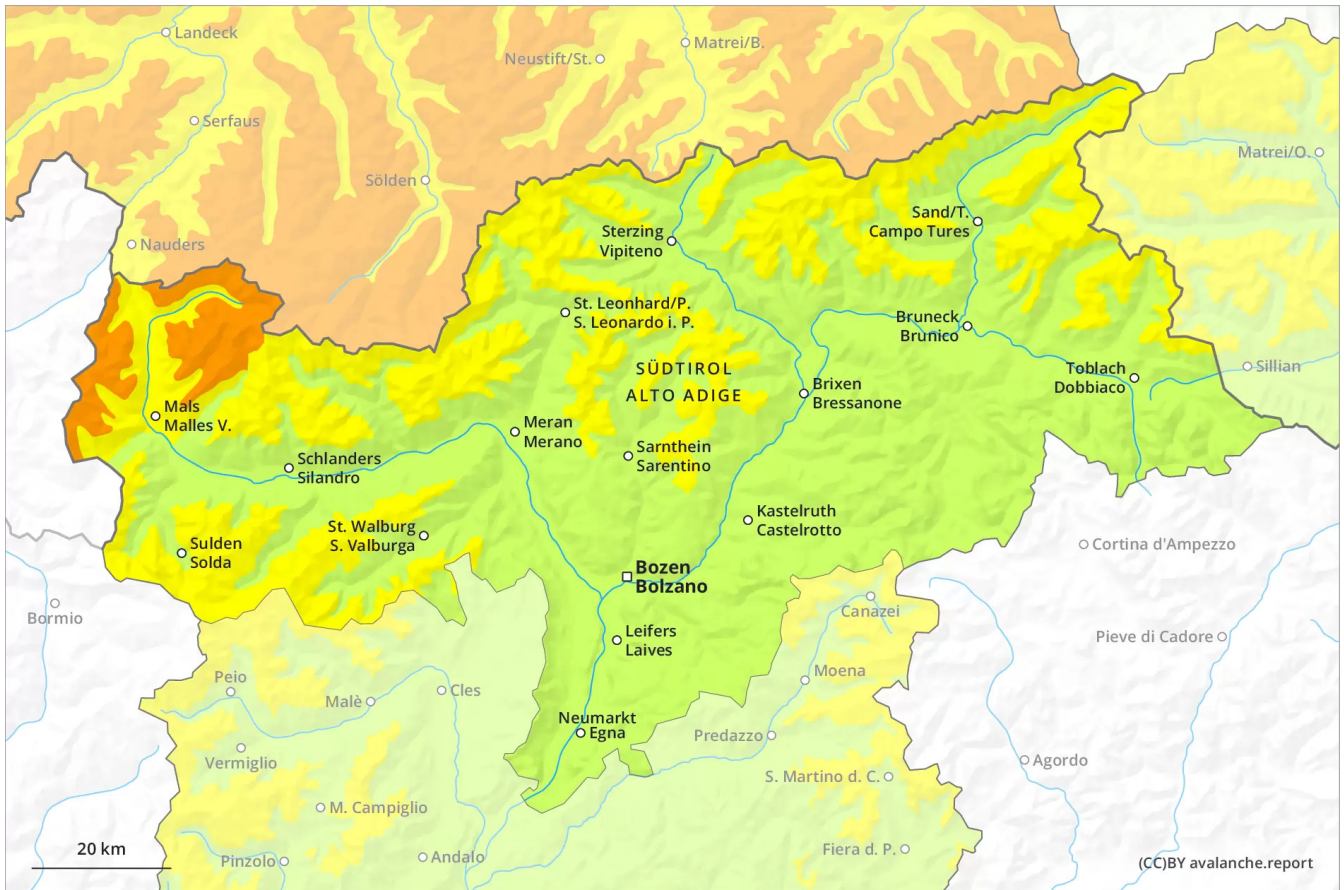 Landeck
Matrei/B.
Neustift/St.
Serfaus
Matrei/O.
Sölden
Sand/T.
Campo Tures
Sterzing
Vipiteno
Nauders
St. Leonhard/P.
S. Leonardo i. P.
Bruneck
Brunico
SÜDTIROL
ALTO ADIGE
Toblach
Dobbiaco
Sillian
Brixen
Bressanone
Mals
Malles V.
Meran
Merano
Sarnthein
Sarentino
Schlanders
Silandro
Kastelruth
Castelrotto
St. Walburg
S. Valburga
Sulden
Solda
Cortina d'Ampezzo
Bozen
Bolzano
Bormio
Canazei
Leifers
Laives
Pieve di Cadore
Peio
Moena
Malè
Cles
Neumarkt
Egna
Predazzo
Vermiglio
Agordo
S. Martino d. C.
M. Campiglio
20 km
Pinzolo
Andalo
Fiera d. P.
(CC)BY avalanche.report